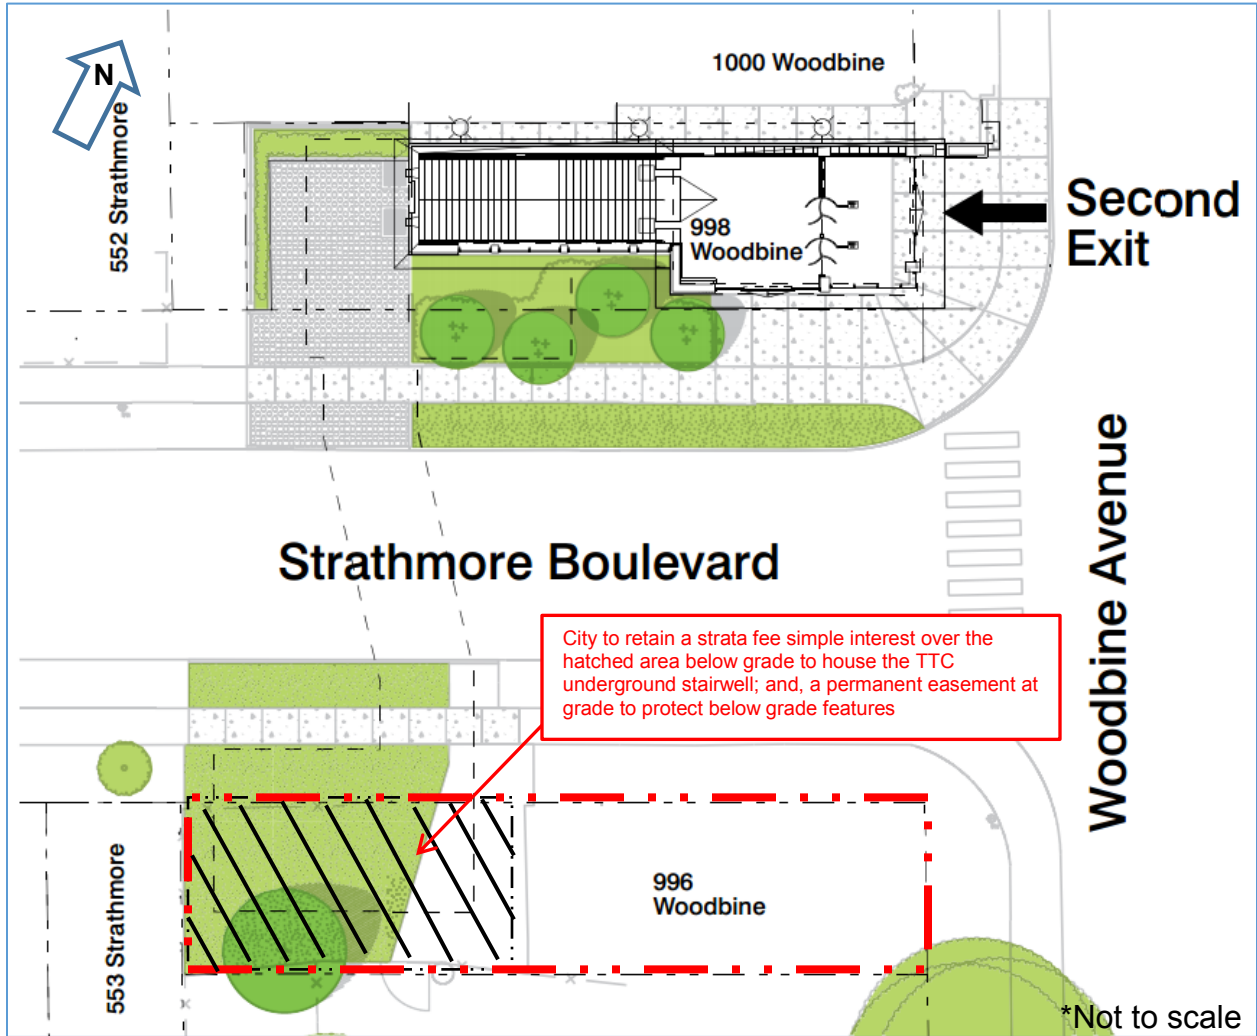 N
1000 Woodbine
552 Strathmore
998
Woodbine
Second
Exit
Strathmore Boulevard
Woodbine Avenue
City to retain a strata fee simple interest over the
hatched area below grade to house the TTC
underground stairwell; and, a permanent easement at
grade to protect below grade features
553 Strathmore
996
Woodbine
*Not to scale